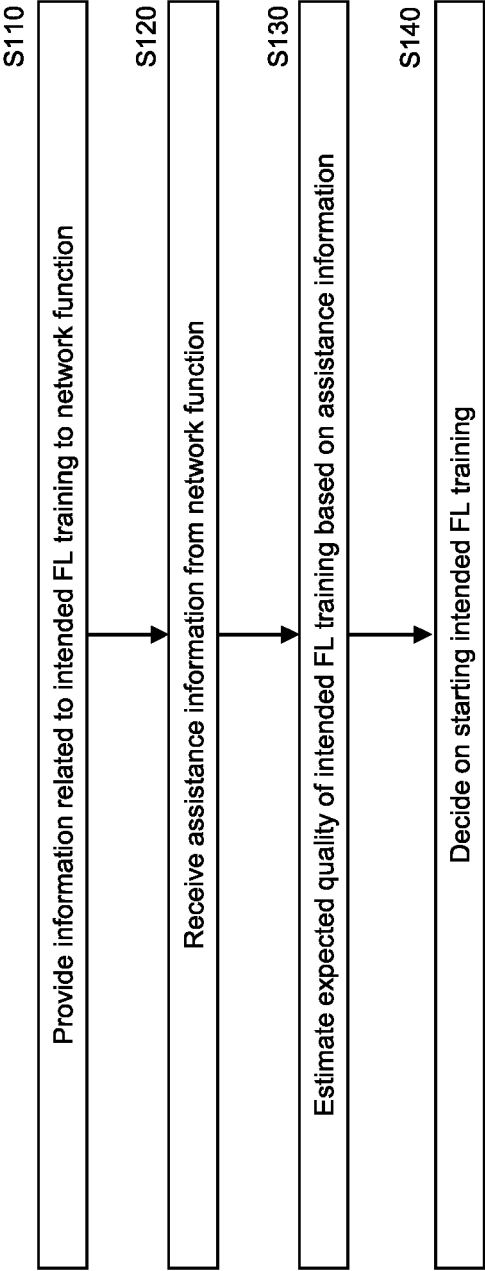 S110
Provide information related to intended FL training to network function
S120
Receive assistance information from network function
S130
Estimate expected quality of intended FL training based on assistance information
S140
Decide on starting intended FL training